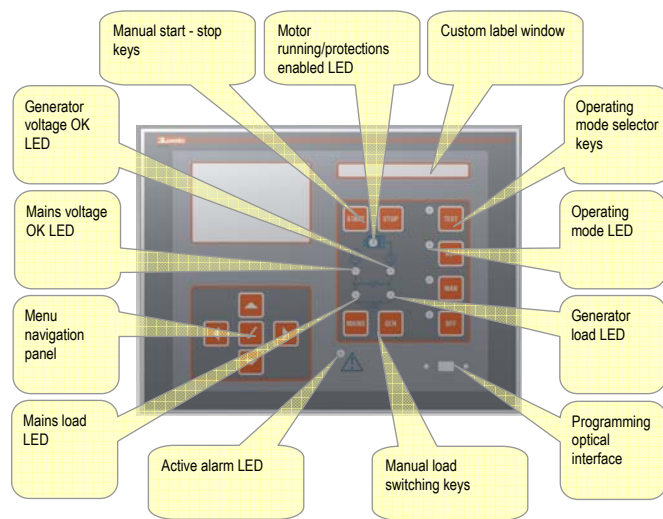 Manual start - stop
keys
Motor
running/protections
enabled LED
Custom label window
Generator
voltage OK
LED
Operating
mode selector
keys
Mains voltage
OK LED
Operating
mode LED
Menu
navigation
panel
Generator
load LED
Mains load
LED
Active alarm LED
Manual load
switching keys
Programming
optical
interface
START STOP TEST
MAN
MAINS GEN OFF